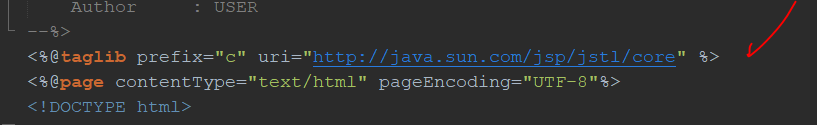 Author : USER
--%>
<%@taglib prefix="c" uri="http://java.sun.com/jsp/jstl/core" %>
<%@page contentType="text/html" pageEncoding="UTF-8"%>
<!DOCTYPE html>